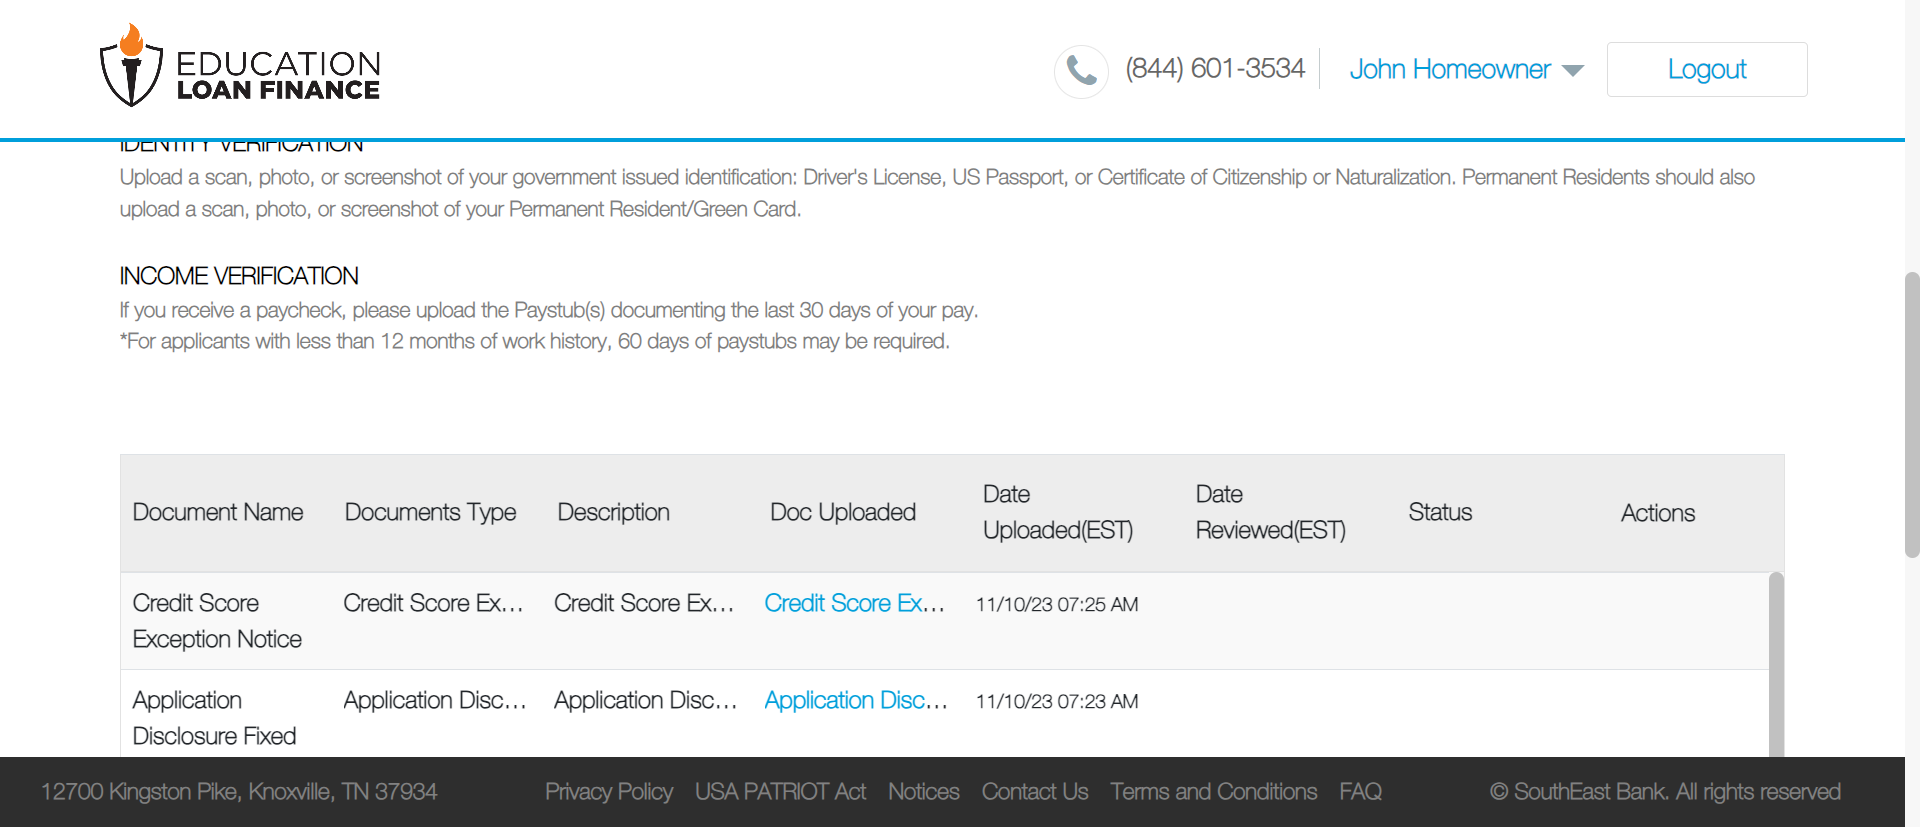 EDUCATION
LOAN FINANCE
(844) 601-3534
John Homeowner
Logout
IDENTITY VERIFICATION
Upload a scan, photo, or screenshot of your government issued identification: Driver's License, US Passport, or Certificate of Citizenship or Naturalization. Permanent Residents should also
upload a scan, photo, or screenshot of your Permanent Resident/Green Card.
INCOME VERIFICATION
If you receive a paycheck, please upload the Paystub(s) documenting the last 30 days of your pay.
*For applicants with less than 12 months of work history, 60 days of paystubs may be required.
Document Name
Documents Type
Description
Doc Uploaded
Date
Uploaded(EST)
Date
Reviewed(EST)
Status
Actions
Credit Score
Exception Notice
Credit Score Ex...
Credit Score Ex...
Credit Score Ex...
11/10/23 07:25 AM
Application
Disclosure Fixed
Application Disc...
Application Disc...
Application Disc...
11/10/23 07:23 AM
12700 Kingston Pike, Knoxville, TN 37934
Privacy Policy
USA PATRIOT Act
Notices
Contact Us
Terms and Conditions
FAQ
© SouthEast Bank. All rights reserved